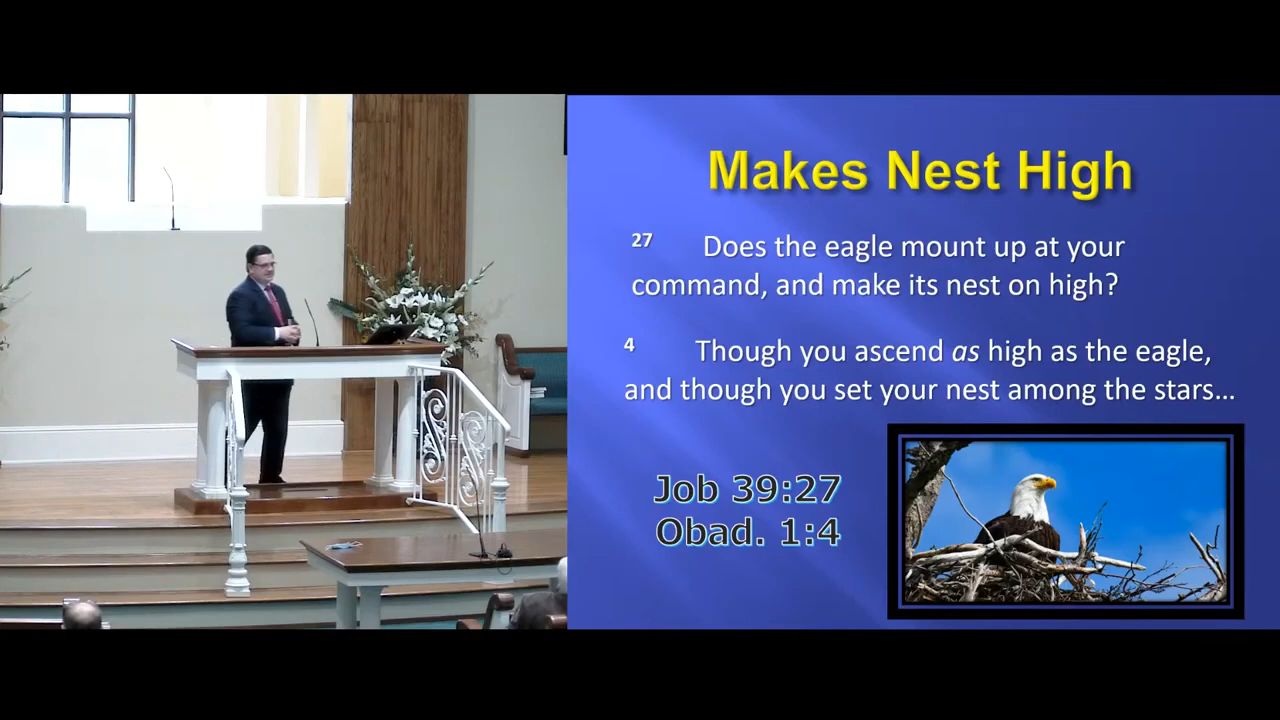 Makes Nest High
27 Does the eagle mount up at your
command, and make its nest on high?
4 Though you ascend as high as the eagle,
and though you set your nest among the stars...
Job 39:27
Obad. 1:4